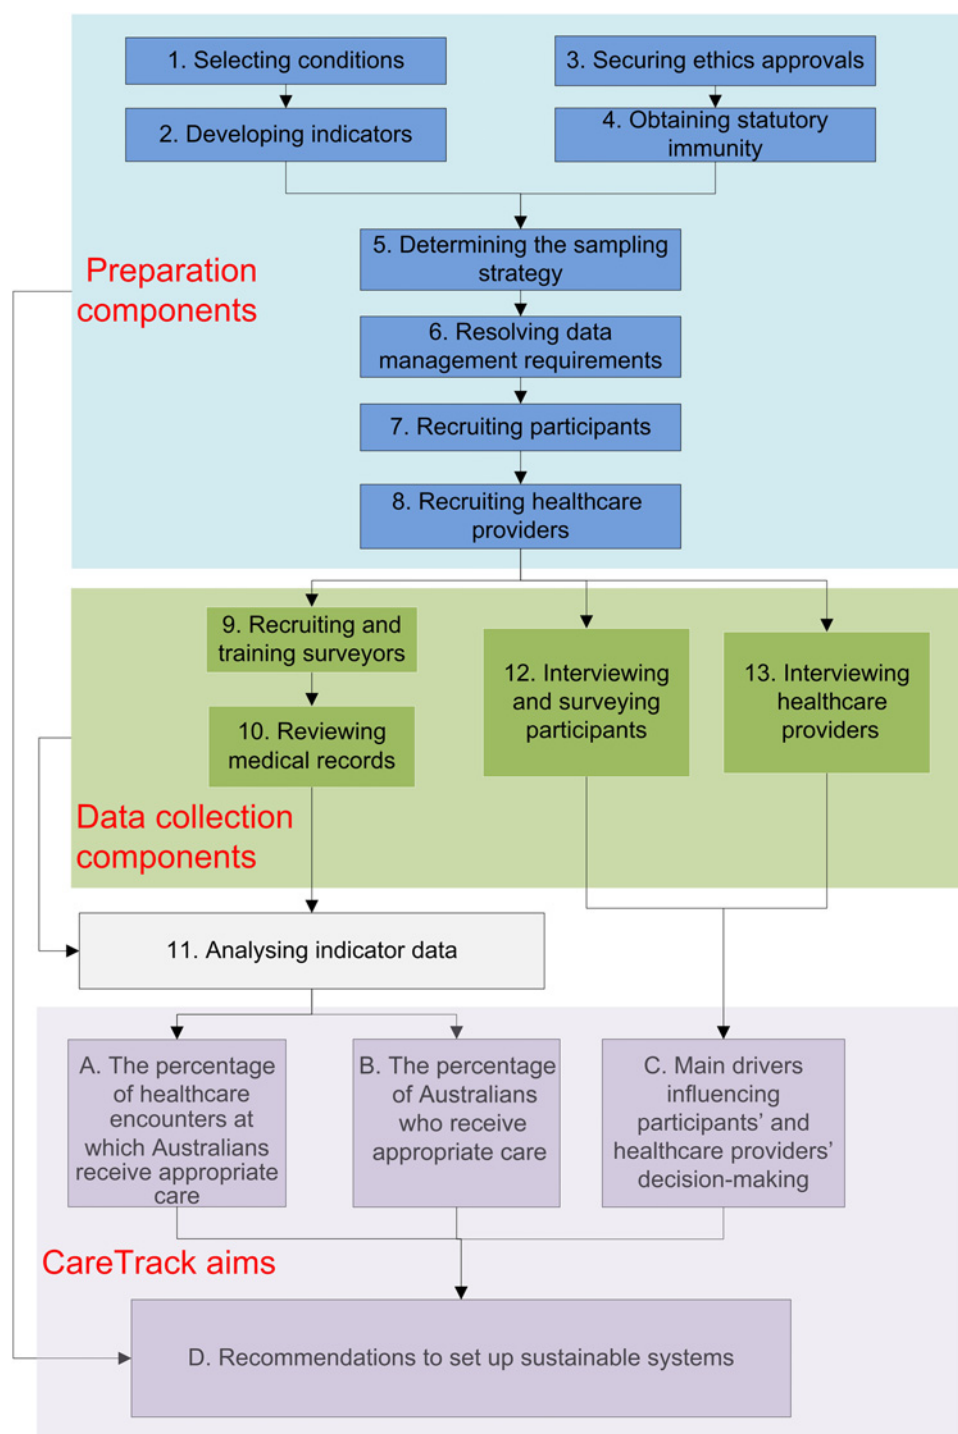 1. Selecting conditions
3. Securing ethics approvals
2. Developing indicators
4. Obtaining statutory
immunity
5. Determining the sampling
strategy
Preparation
components
6. Resolving data
management requirements
7. Recruiting participants
8. Recruiting healthcare
providers
9. Recruiting and
training surveyors
10. Reviewing
medical records
12. Interviewing
and surveying
participants
13. Interviewing
healthcare
providers
Data collection
components
11. Analysing indicator data
A. The percentage
of healthcare
encounters at
which Australians
receive appropriate
care
B. The percentage
of Australians
who receive
appropriate care
C. Main drivers
influencing
participants’ and
healthcare providers’
decision-making
CareTrack aims
D. Recommendations to set up sustainable systems